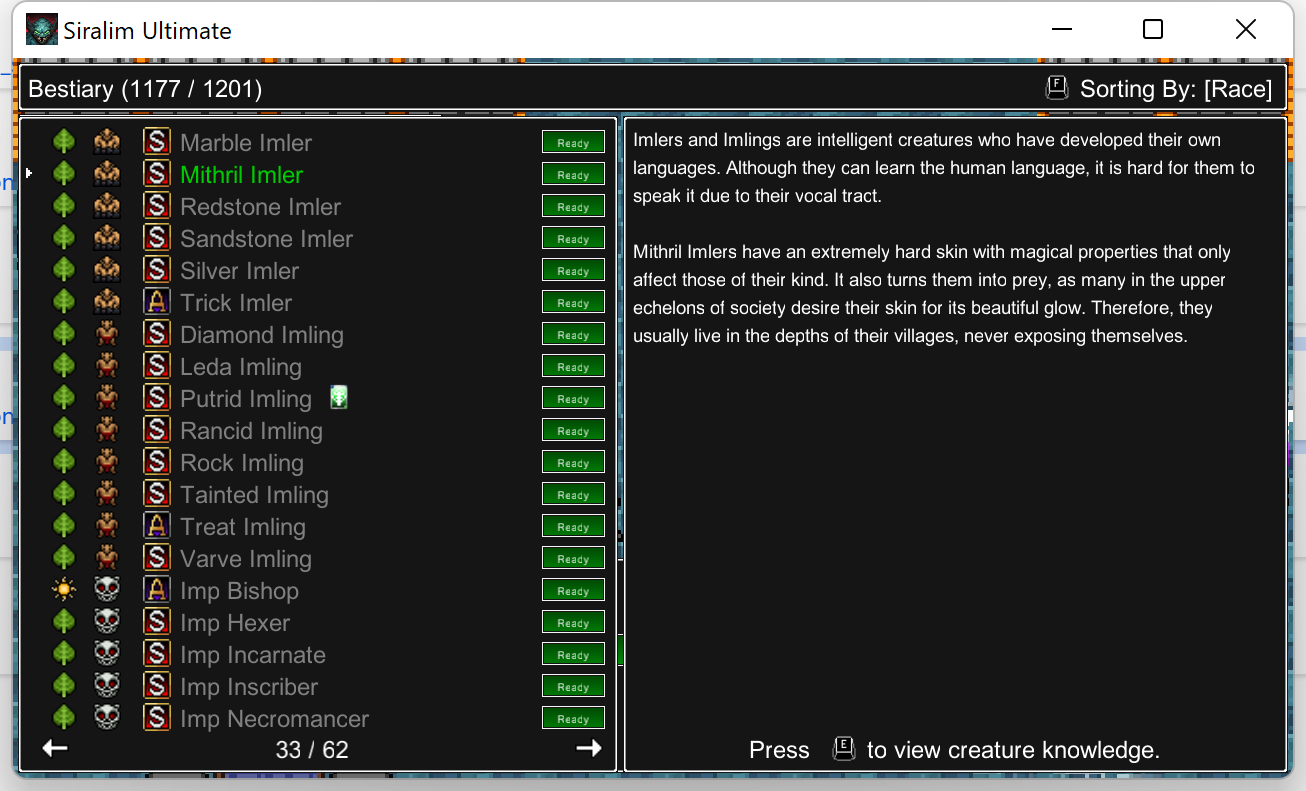 Siralim Ultimate
Bestiary (1177 / 1201)
F Sorting By: [Race]
S Marble Imler Ready
S Mithril Imler Ready
S Redstone Imler Ready
S Sandstone Imler Ready
S Silver Imler Ready
A Trick Imler Ready
S Diamond Imling Ready
S Leda Imling Ready
S Putrid Imling Ready
S Rancid Imling Ready
S Rock Imling Ready
S Tainted Imling Ready
A Treat Imling Ready
S Varve Imling Ready
A Imp Bishop Ready
S Imp Hexer Ready
S Imp Incarnate Ready
S Imp Inscriber Ready
S Imp Necromancer Ready
33 / 62
Imlers and Imlings are intelligent creatures who have developed their own
languages. Although they can learn the human language, it is hard for them to
speak it due to their vocal tract.
Mithril Imlers have an extremely hard skin with magical properties that only
affect those of their kind. It also turns them into prey, as many in the upper
echelons of society desire their skin for its beautiful glow. Therefore, they
usually live in the depths of their villages, never exposing themselves.
Press E to view creature knowledge.